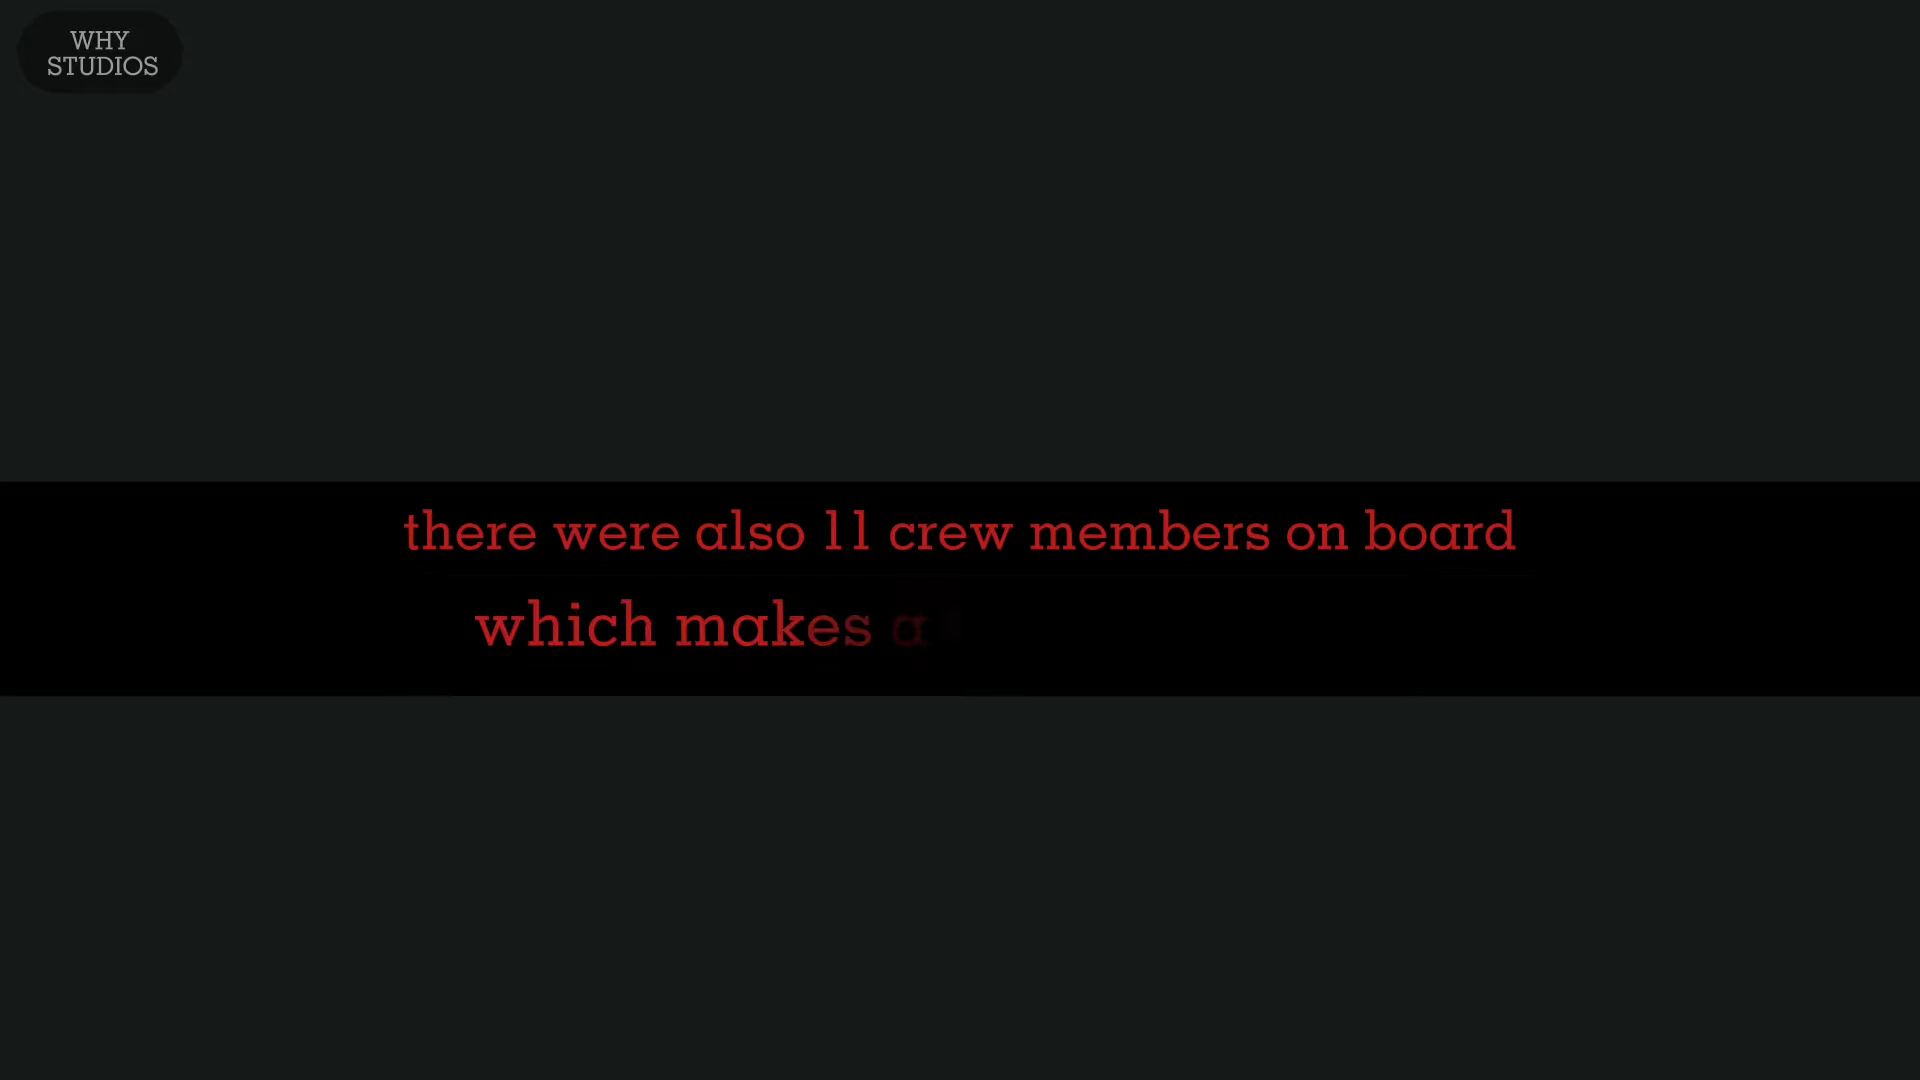 WHY
STUDIOS
there were also 11 crew members on board
which makes a